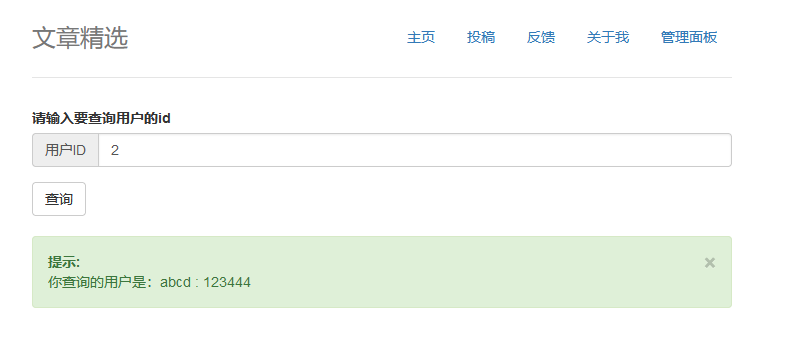 文章精选
主页 投稿 反馈 关于我 管理面板
请输入要查询用户的id
用户ID 2
查询
提示: ×
你查询的用户是：abcd : 123444